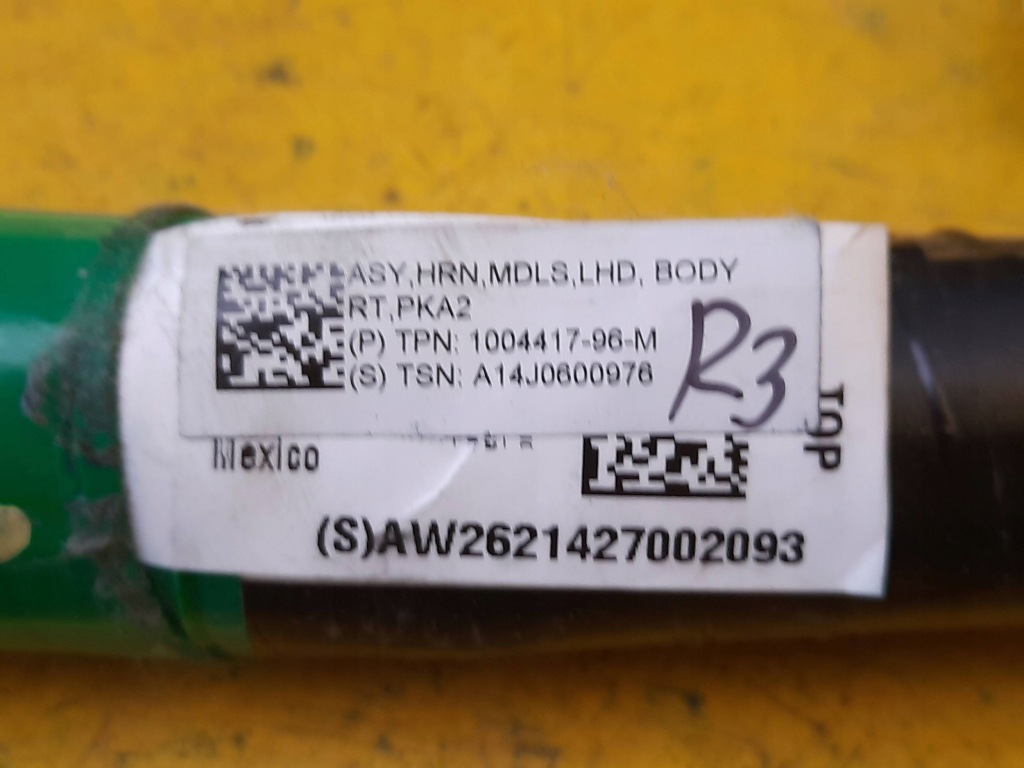 ASY,HRN,MDLS,LHD, BODY
RT,PKA2
(P) TPN: 1004417-96-M
(S) TSN: A14J0600976
R3
TOP
Mexico
(S)AW2621427002093